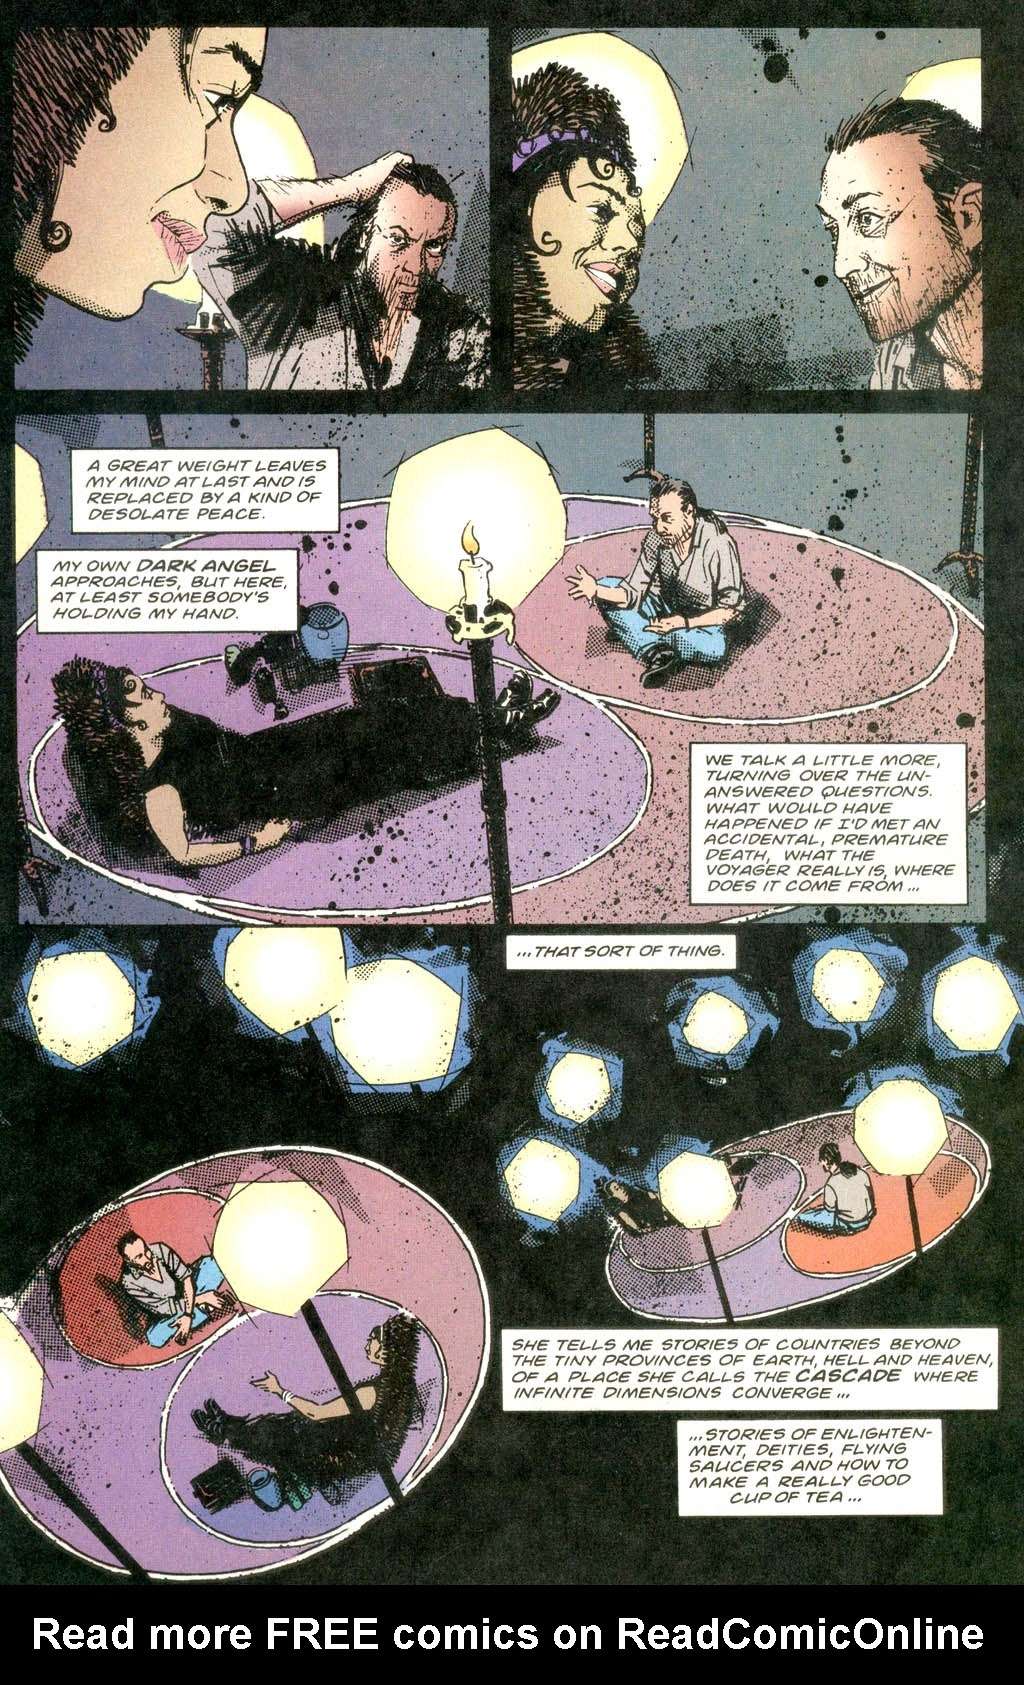 A GREAT WEIGHT LEAVES
MY MIND AT LAST AND IS
REPLACED BY A KIND OF
DESOLATE PEACE.
MY OWN DARK ANGEL
APPROACHES, BUT HERE,
AT LEAST SOMEBODY'S
HOLDING MY HAND.
WE TALK A LITTLE MORE,
TURNING OVER THE UN-
ANSWERED QUESTIONS.
WHAT WOULD HAVE
HAPPENED IF I'D MET AN
ACCIDENTAL, PREMATURE
DEATH, WHAT THE
VOYAGER REALLY IS, WHERE
DOES IT COME FROM ...
...THAT SORT OF THING.
SHE TELLS ME STORIES OF COUNTRIES BEYOND
THE TINY PROVINCES OF EARTH, HELL AND HEAVEN,
OF A PLACE SHE CALLS THE CASCADE WHERE
INFINITE DIMENSIONS CONVERGE ...
...STORIES OF ENLIGHTEN-
MENT, DEITIES, FLYING
SAUCERS AND HOW TO
MAKE A REALLY GOOD
CUP OF TEA ...
Read more FREE comics on ReadComicOnline